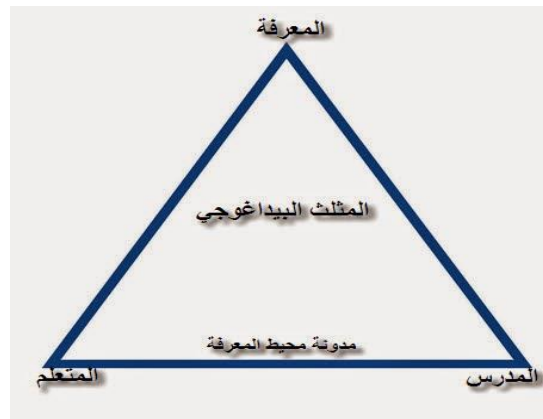 المعرفة
المثلث البيداغوجي
مدونة محيط المعرفة
المدرس
المتعلم